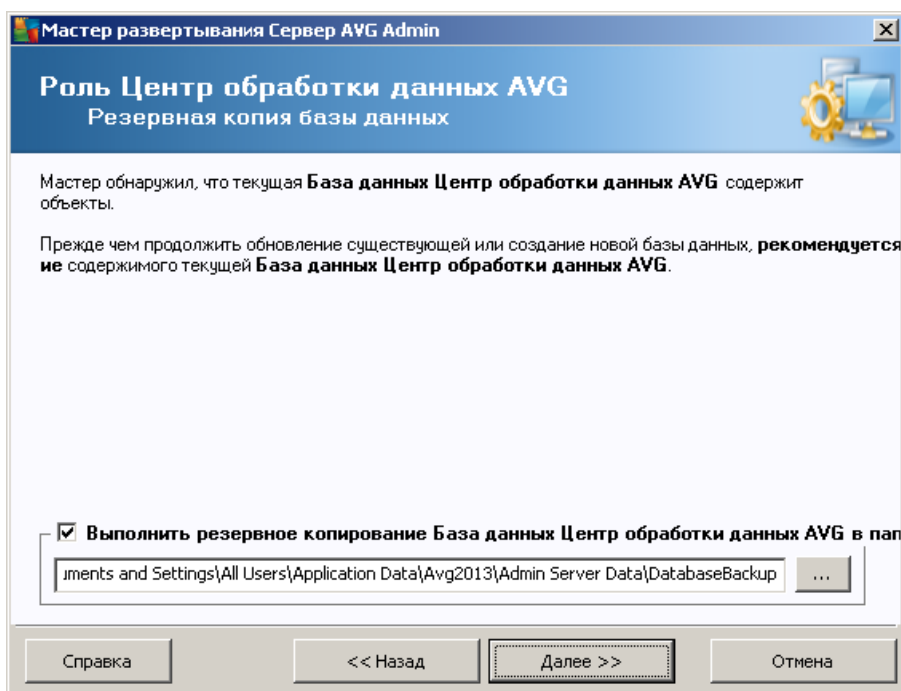 Мастер развертывания Сервер AVG Admin
Роль Центр обработки данных AVG
Резервная копия базы данных
Мастер обнаружил, что текущая База данных Центр обработки данных AVG содержит
объекты.
Прежде чем продолжить обновление существующей или создание новой базы данных, рекомендуется
ие содержимого текущей База данных Центр обработки данных AVG.
Выполнить резервное копирование База данных Центр обработки данных AVG в пап
uments and Settings\All Users\Application Data\Avg2013\Admin Server Data\DatabaseBackup
...
Справка
<< Назад
Далее >>
Отмена